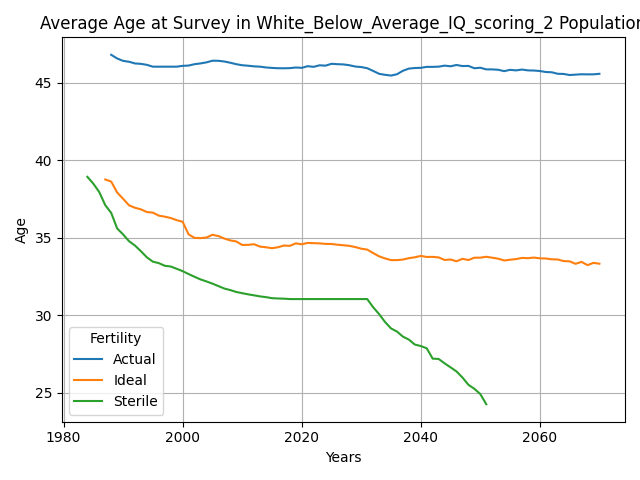 Average Age at Survey in White_Below_Average_IQ_scoring_2 Population
Age
45
40
35
30
25
Fertility
Actual
Ideal
Sterile
1980
2000
2020
2040
2060
Years